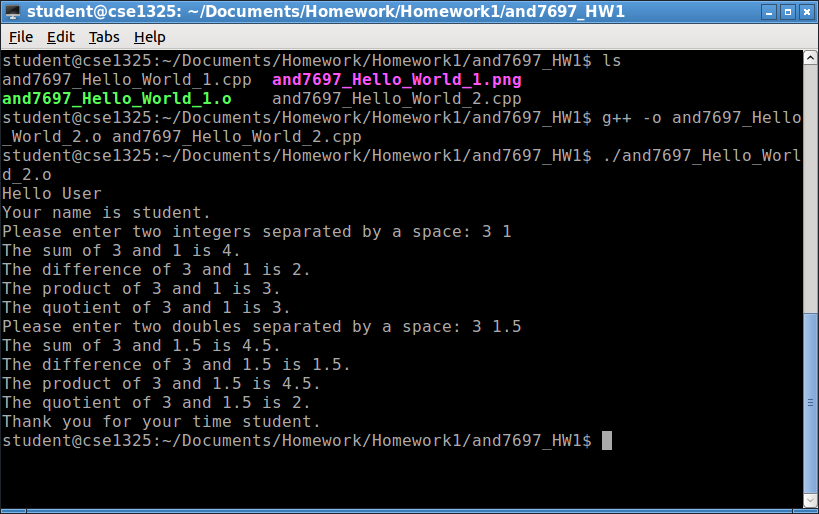 student@cse1325: ~/Documents/Homework/Homework1/and7697_HW1
File Edit Tabs Help
student@cse1325:~/Documents/Homework/Homework1/and7697_HW1$ ls
and7697_Hello_World_1.cpp  and7697_Hello_World_1.png
and7697_Hello_World_1.o    and7697_Hello_World_2.cpp
student@cse1325:~/Documents/Homework/Homework1/and7697_HW1$ g++ -o and7697_Hello
_World_2.o and7697_Hello_World_2.cpp
student@cse1325:~/Documents/Homework/Homework1/and7697_HW1$ ./and7697_Hello_Worl
d_2.o
Hello User
Your name is student.
Please enter two integers separated by a space: 3 1
The sum of 3 and 1 is 4.
The difference of 3 and 1 is 2.
The product of 3 and 1 is 3.
The quotient of 3 and 1 is 3.
Please enter two doubles separated by a space: 3 1.5
The sum of 3 and 1.5 is 4.5.
The difference of 3 and 1.5 is 1.5.
The product of 3 and 1.5 is 4.5.
The quotient of 3 and 1.5 is 2.
Thank you for your time student.
student@cse1325:~/Documents/Homework/Homework1/and7697_HW1$